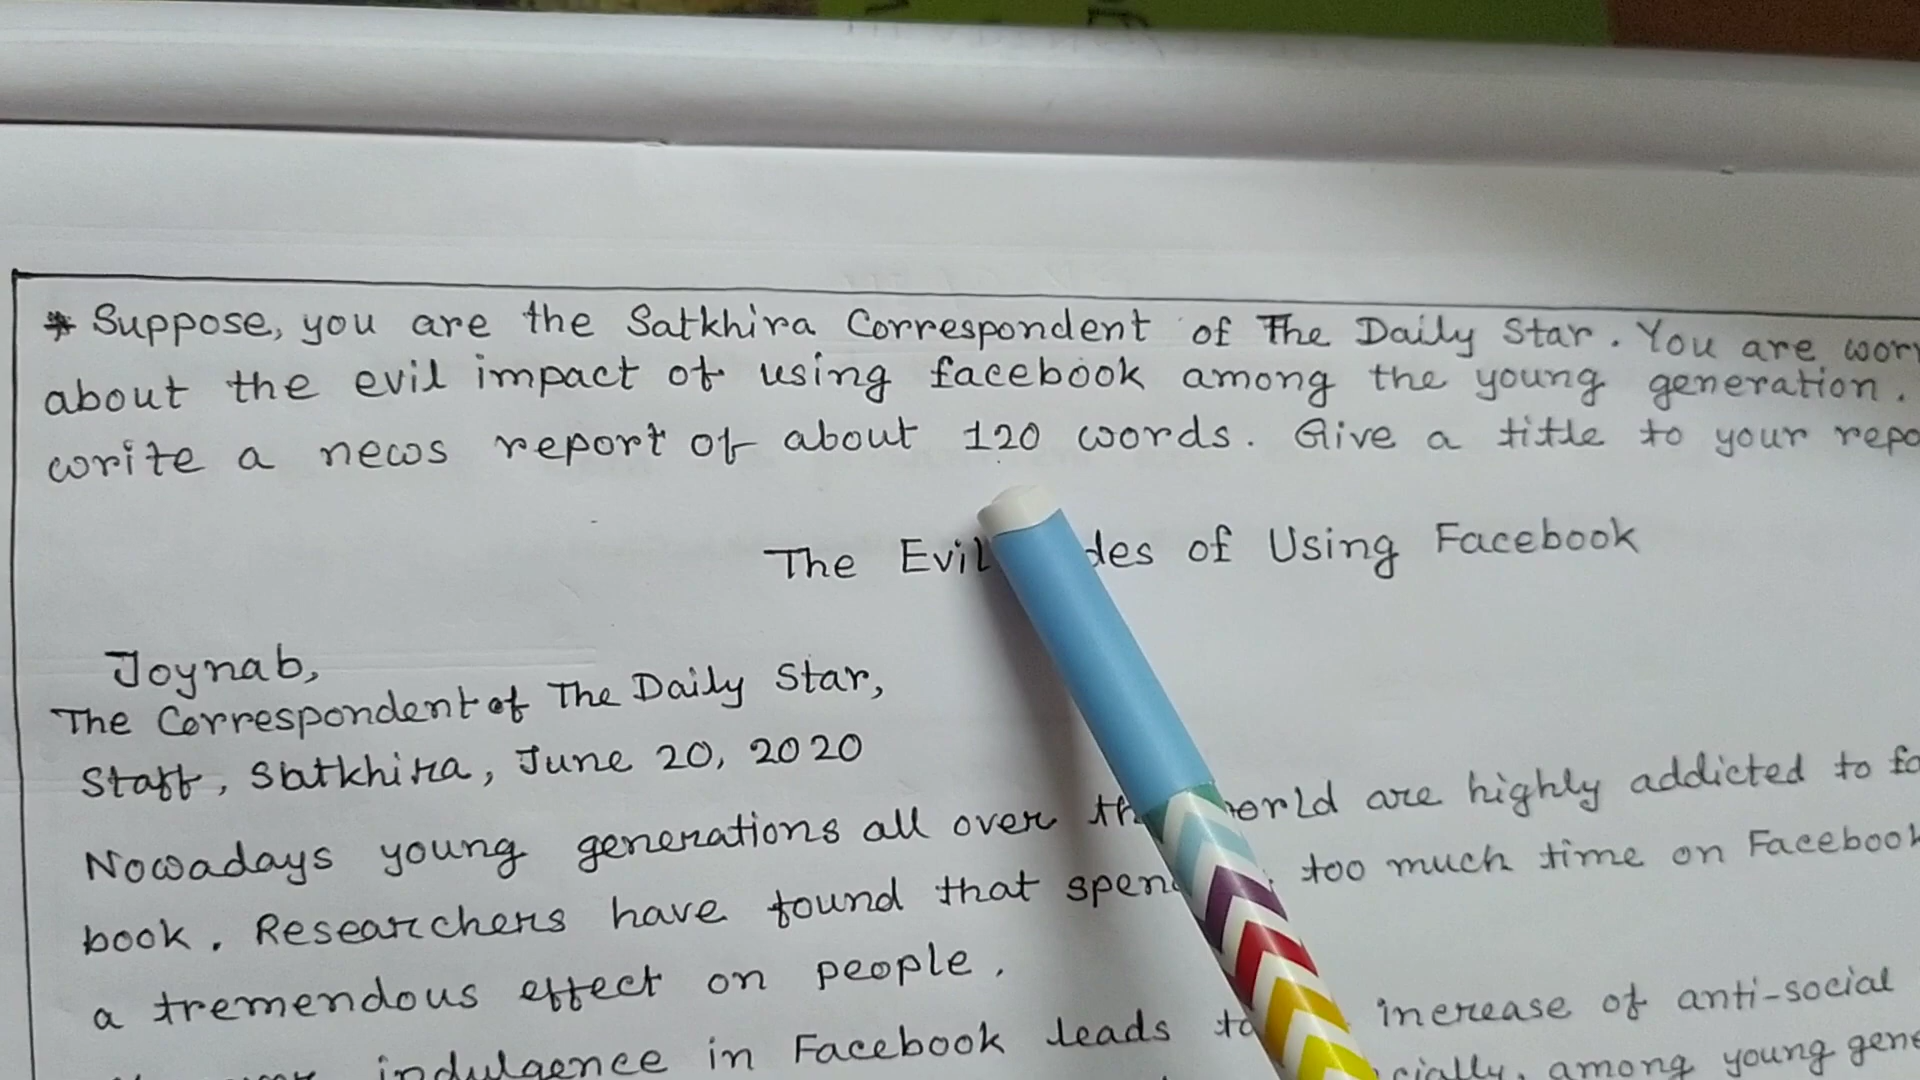 * Suppose, you are the Satkhira Correspondent of The Daily Star. You are
about the evil impact of using facebook among the young generation.
write a news report of about 120 words. Give a title to your
The Evil of Using Facebook
Joynab,
The Correspondent of The Daily Star,
Staff, Satkhira, June 20, 2020
Nowadays young generations all over are highly addicted to
book. Researchers have found that too much time on Facebook
a tremendous effect on people.
indulgence in Facebook leads increase of anti-social
among young